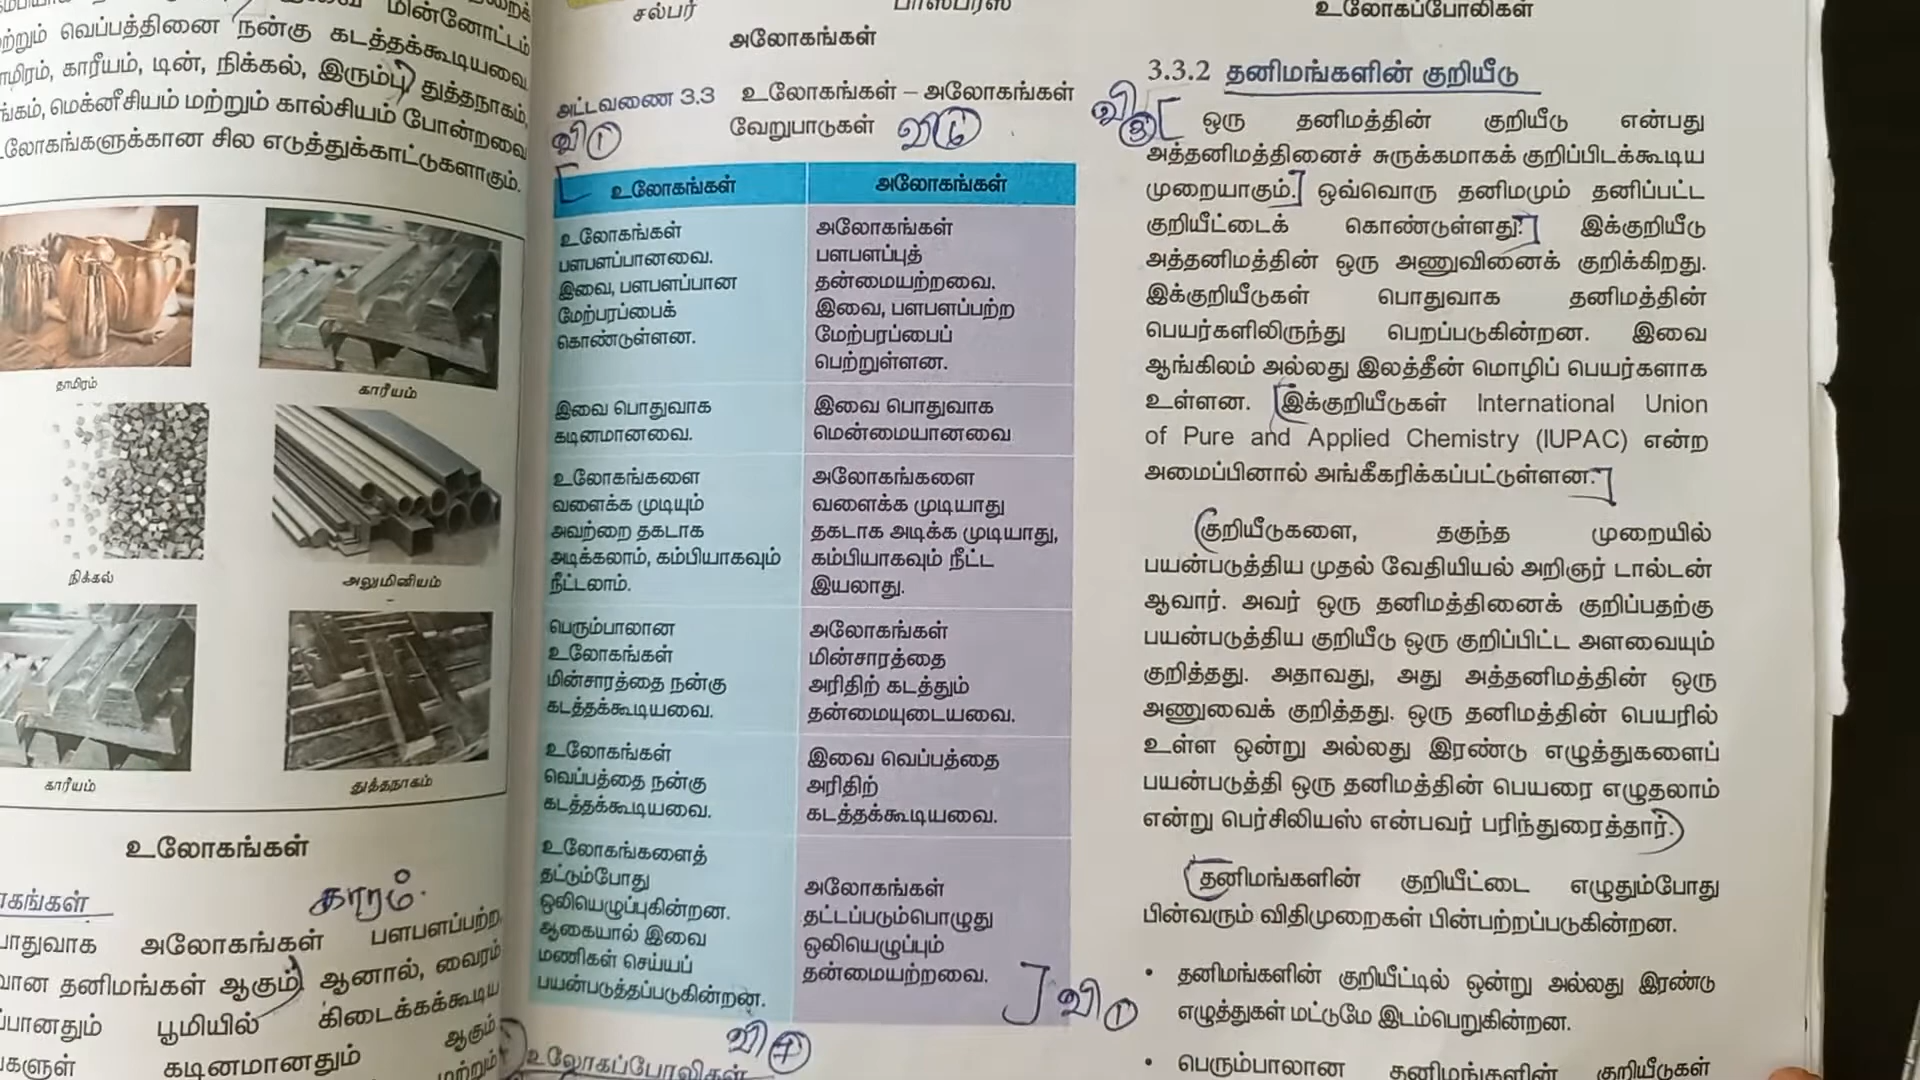 மின்னோட்டம்
வெப்பத்தினை நன்கு கடத்தக்கூடியவை
காரீயம், டின், நிக்கல், இரும்பு, துத்தநாகம்,
மெக்னீசியம் மற்றும் கால்சியம் போன்றவை
சில எடுத்துக்காட்டுகளாகும்.
தாமிரம்
காரீயம்
நிக்கல்
அலுமினியம்
காரீயம்
துத்தநாகம்
உலோகங்கள்
காறம்.
அலோகங்கள் பளபளப்பற்ற,
தனிமங்கள் ஆகும். ஆனால், வைரம்
பூமியில் கிடைக்கக்கூடிய
கடினமானதும் ஆகும்
மற்றும்
சல்பர்
பாஸ்பரஸ்
அலோகங்கள்
அட்டவணை 3.3 உலோகங்கள் – அலோகங்கள்
வேறுபாடுகள்
வி 1
வி 6
உலோகங்கள்
அலோகங்கள்
உலோகங்கள்
பளபளப்பானவை.
இவை, பளபளப்பான
மேற்பரப்பைக்
கொண்டுள்ளன.
அலோகங்கள்
பளபளப்புத்
தன்மையற்றவை.
இவை, பளபளப்பற்ற
மேற்பரப்பைப்
பெற்றுள்ளன.
இவை பொதுவாக
கடினமானவை.
இவை பொதுவாக
மென்மையானவை
உலோகங்களை
வளைக்க முடியும்
அவற்றை தகடாக
அடிக்கலாம், கம்பியாகவும்
நீட்டலாம்.
அலோகங்களை
வளைக்க முடியாது
தகடாக அடிக்க முடியாது,
கம்பியாகவும் நீட்ட
இயலாது.
பெரும்பாலான
உலோகங்கள்
மின்சாரத்தை நன்கு
கடத்தக்கூடியவை.
அலோகங்கள்
மின்சாரத்தை
அரிதிற் கடத்தும்
தன்மையுடையவை.
உலோகங்கள்
வெப்பத்தை நன்கு
கடத்தக்கூடியவை.
இவை வெப்பத்தை
அரிதிற்
கடத்தக்கூடியவை.
உலோகங்களைத்
தட்டும்போது
ஒலியெழுப்புகின்றன.
ஆகையால் இவை
மணிகள் செய்யப்
பயன்படுத்தப்படுகின்றன.
அலோகங்கள்
தட்டப்படும்பொழுது
ஒலியெழுப்பும்
தன்மையற்றவை.
வி 1
வி 4
உலோகப்போலிகள்
உலோகப்போலிகள்
3.3.2 தனிமங்களின் குறியீடு
வி 3
ஒரு தனிமத்தின் குறியீடு என்பது
அத்தனிமத்தினைச் சுருக்கமாகக் குறிப்பிடக்கூடிய
முறையாகும். ஒவ்வொரு தனிமமும் தனிப்பட்ட
குறியீட்டைக் கொண்டுள்ளது. இக்குறியீடு
அத்தனிமத்தின் ஒரு அணுவினைக் குறிக்கிறது.
இக்குறியீடுகள் பொதுவாக தனிமத்தின்
பெயர்களிலிருந்து பெறப்படுகின்றன. இவை
ஆங்கிலம் அல்லது இலத்தீன் மொழிப் பெயர்களாக
உள்ளன. இக்குறியீடுகள் International Union
of Pure and Applied Chemistry (IUPAC) என்ற
அமைப்பினால் அங்கீகரிக்கப்பட்டுள்ளன.
குறியீடுகளை, தகுந்த முறையில்
பயன்படுத்திய முதல் வேதியியல் அறிஞர் டால்டன்
ஆவார். அவர் ஒரு தனிமத்தினைக் குறிப்பதற்கு
பயன்படுத்திய குறியீடு ஒரு குறிப்பிட்ட அளவையும்
குறித்தது. அதாவது, அது அத்தனிமத்தின் ஒரு
அணுவைக் குறித்தது. ஒரு தனிமத்தின் பெயரில்
உள்ள ஒன்று அல்லது இரண்டு எழுத்துகளைப்
பயன்படுத்தி ஒரு தனிமத்தின் பெயரை எழுதலாம்
என்று பெர்சிலியஸ் என்பவர் பரிந்துரைத்தார்.
தனிமங்களின் குறியீட்டை எழுதும்போது
பின்வரும் விதிமுறைகள் பின்பற்றப்படுகின்றன.
• தனிமங்களின் குறியீட்டில் ஒன்று அல்லது இரண்டு
எழுத்துகள் மட்டுமே இடம்பெறுகின்றன.
• பெரும்பாலான தனிமங்களின் குறியீடுகள்